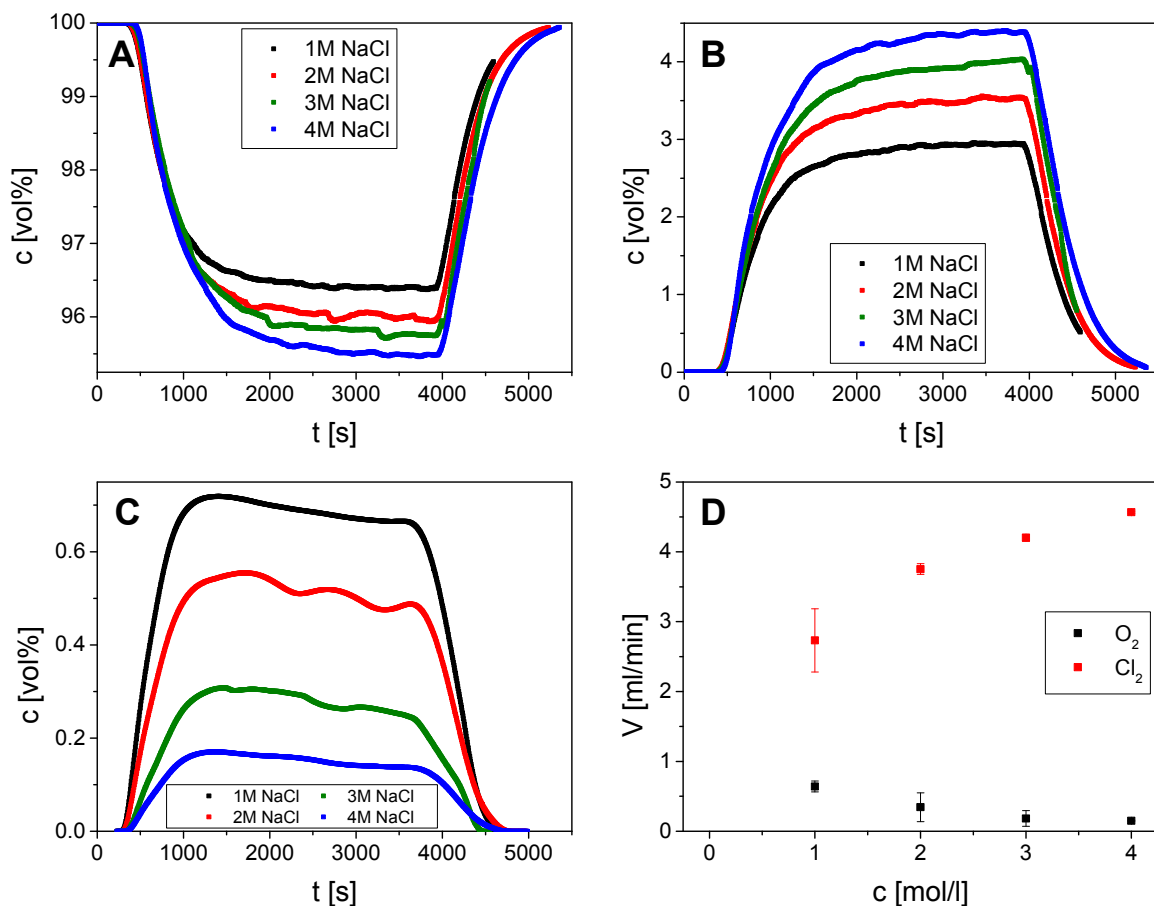 A
c [vol%]
100
99
98
97
96
1M NaCl
2M NaCl
3M NaCl
4M NaCl
0 1000 2000 3000 4000 5000
t [s]
B
c [vol%]
4
3
2
1
0
1M NaCl
2M NaCl
3M NaCl
4M NaCl
0 1000 2000 3000 4000 5000
t [s]
C
c [vol%]
0.6
0.4
0.2
0.0
1M NaCl 3M NaCl
2M NaCl 4M NaCl
0 1000 2000 3000 4000 5000
t [s]
D
V [ml/min]
5
4
3
2
1
0
O₂
Cl₂
0 1 2 3 4
c [mol/l]